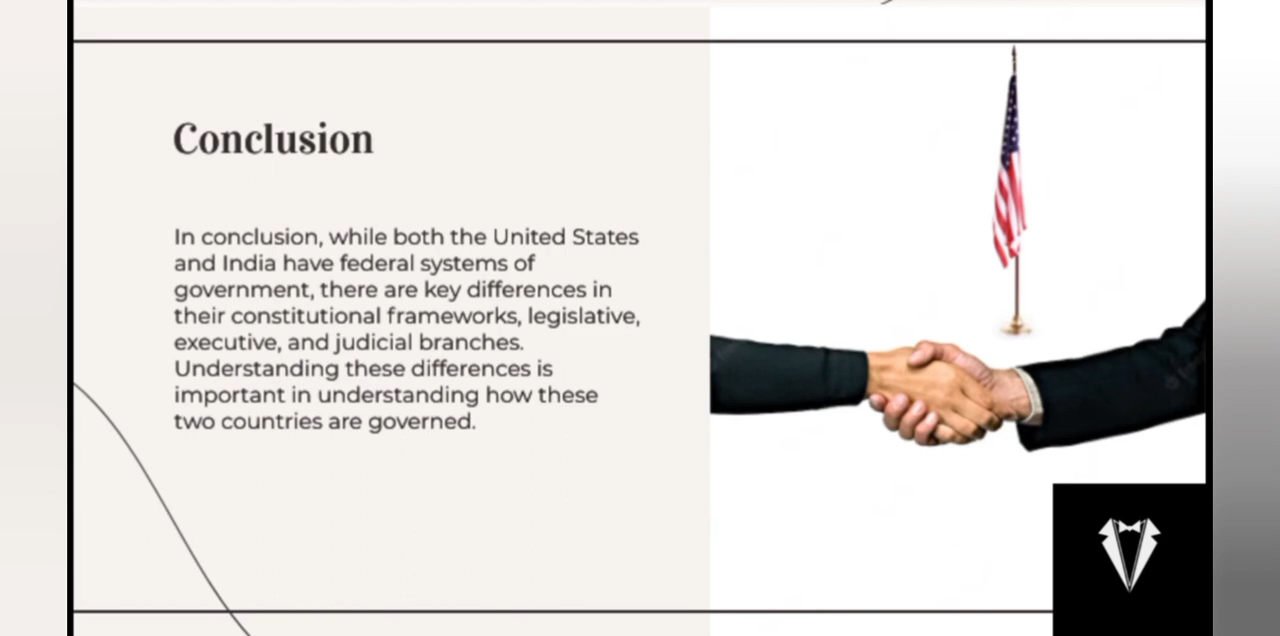 Conclusion
In conclusion, while both the United States
and India have federal systems of
government, there are key differences in
their constitutional frameworks, legislative,
executive, and judicial branches.
Understanding these differences is
important in understanding how these
two countries are governed.